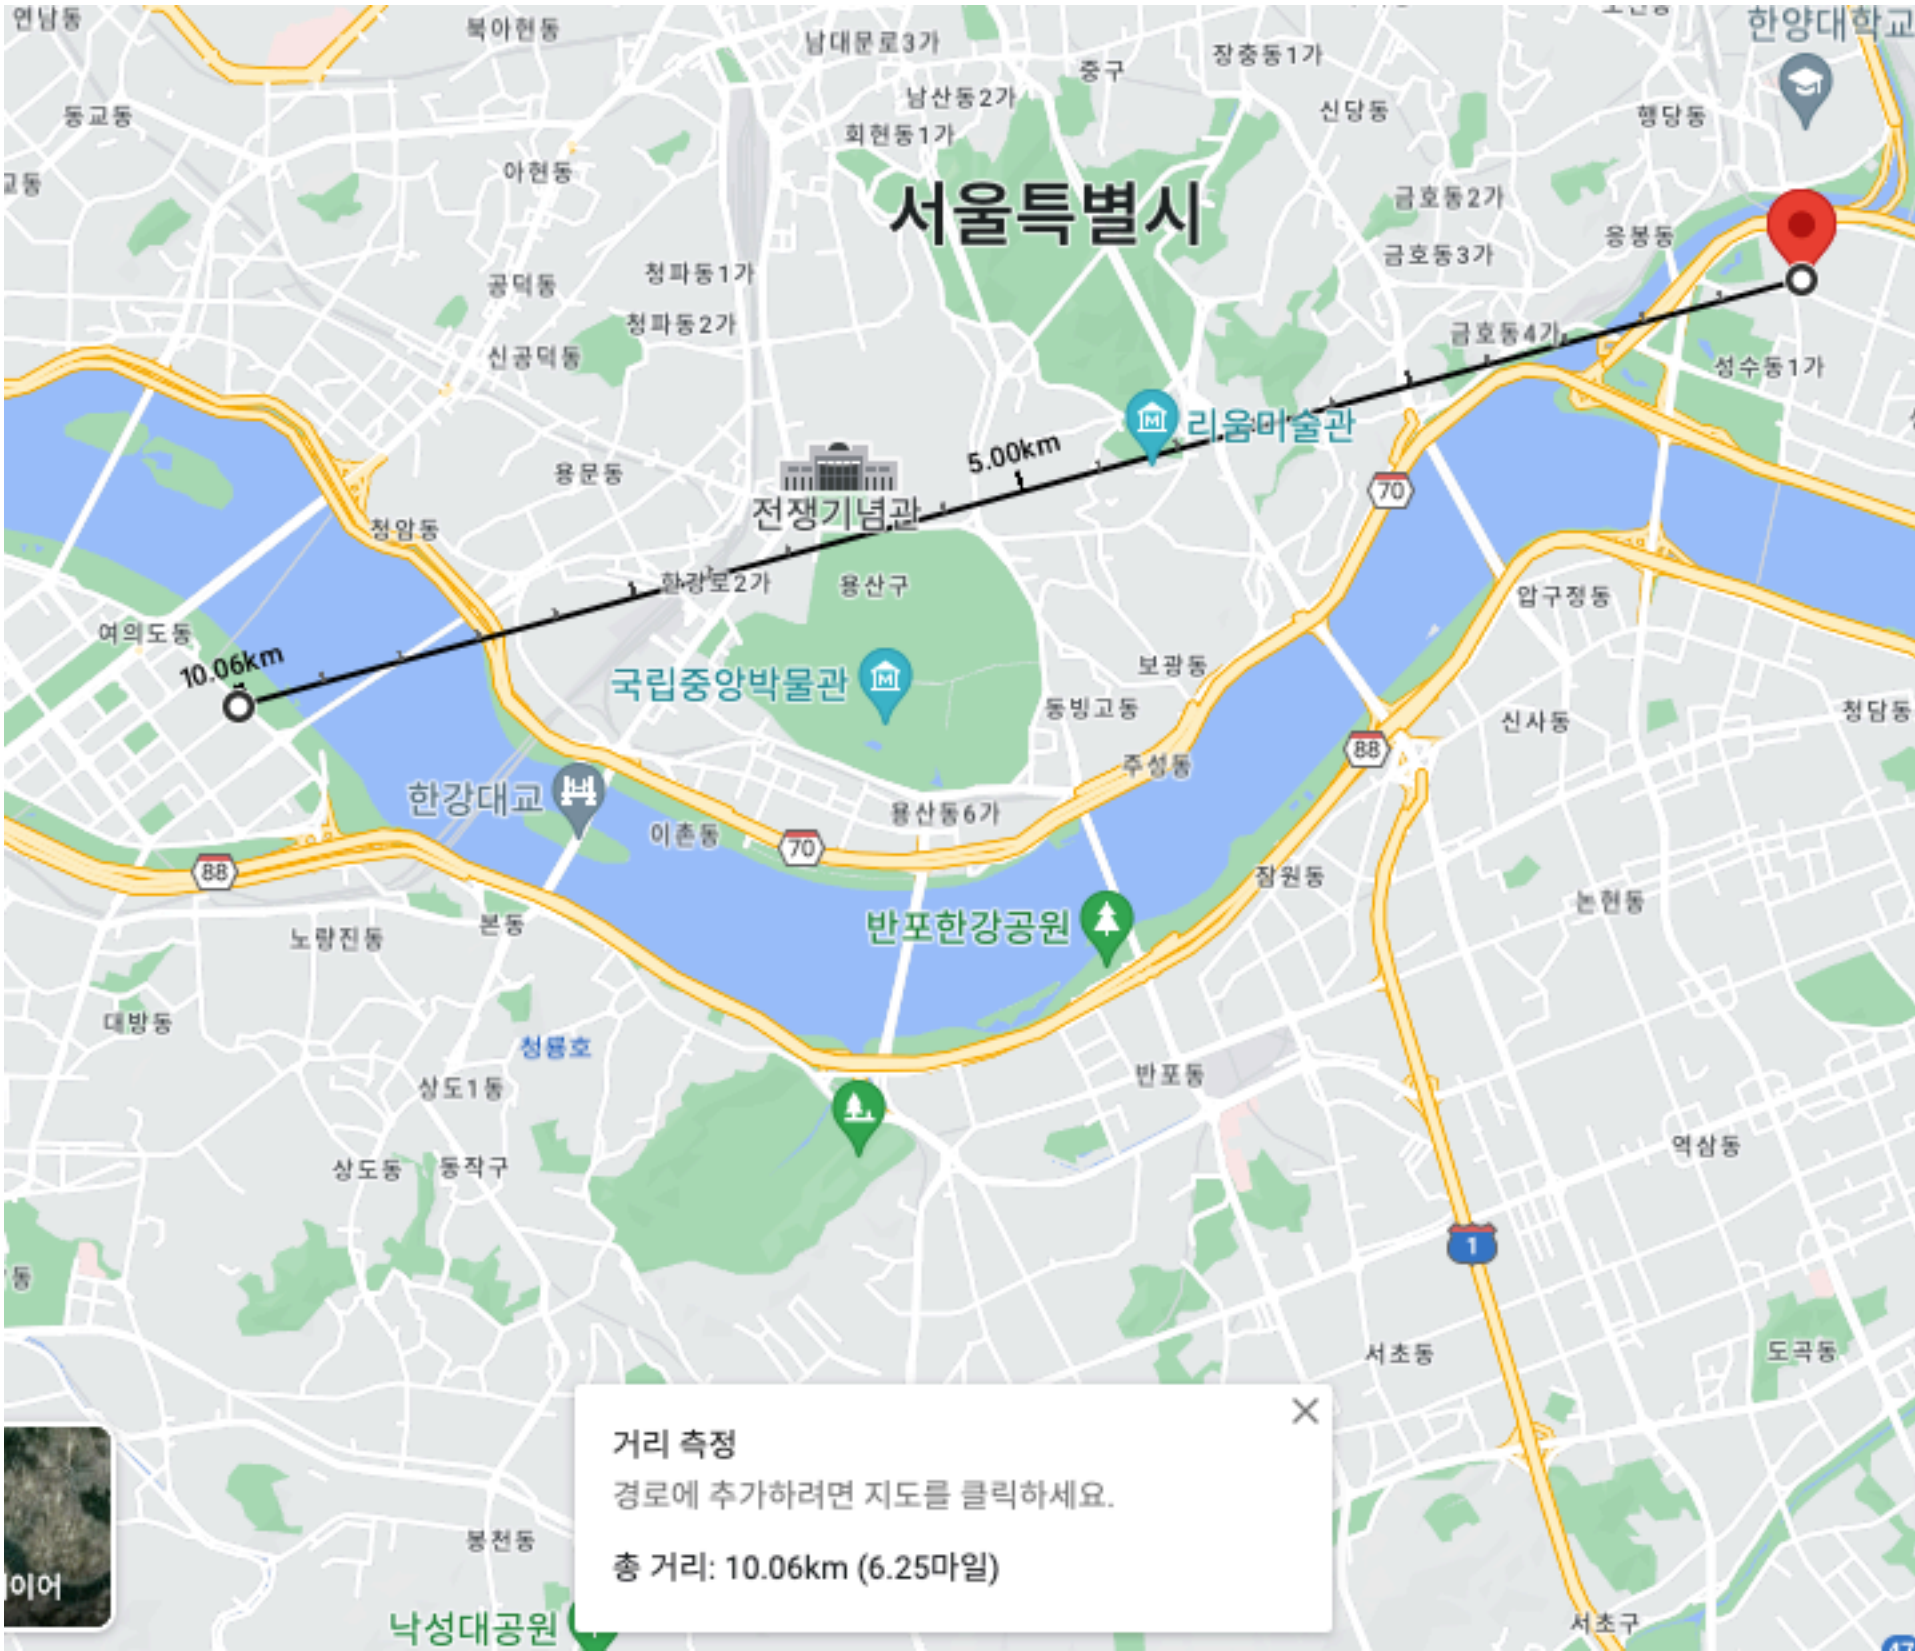 연남동
북아현동
남대문로3가
중구
장충동1가
한양대학교
동교동
아현동
남산동2가
회현동1가
신당동
행당동
교동
서울특별시
금호동2가
응봉동
금호동3가
공덕동
청파동1가
청파동2가
신공덕동
금호동4가
성수동1가
리움미술관
5.00km
용문동
전쟁기념관
70
청암동
한강로2가
용산구
압구정동
여의도동
10.06km
국립중앙박물관
보광동
동빙고동
신사동
청담동
88
주성동
한강대교
용산동6가
이촌동
70
88
잠원동
논현동
본동
노량진동
반포한강공원
대방동
청룡호
상도1동
반포동
상도동
동작구
역삼동
1
동
서초동
도곡동
거리 측정
경로에 추가하려면 지도를 클릭하세요.
총 거리: 10.06km (6.25마일)
봉천동
이어
낙성대공원
서초구
47